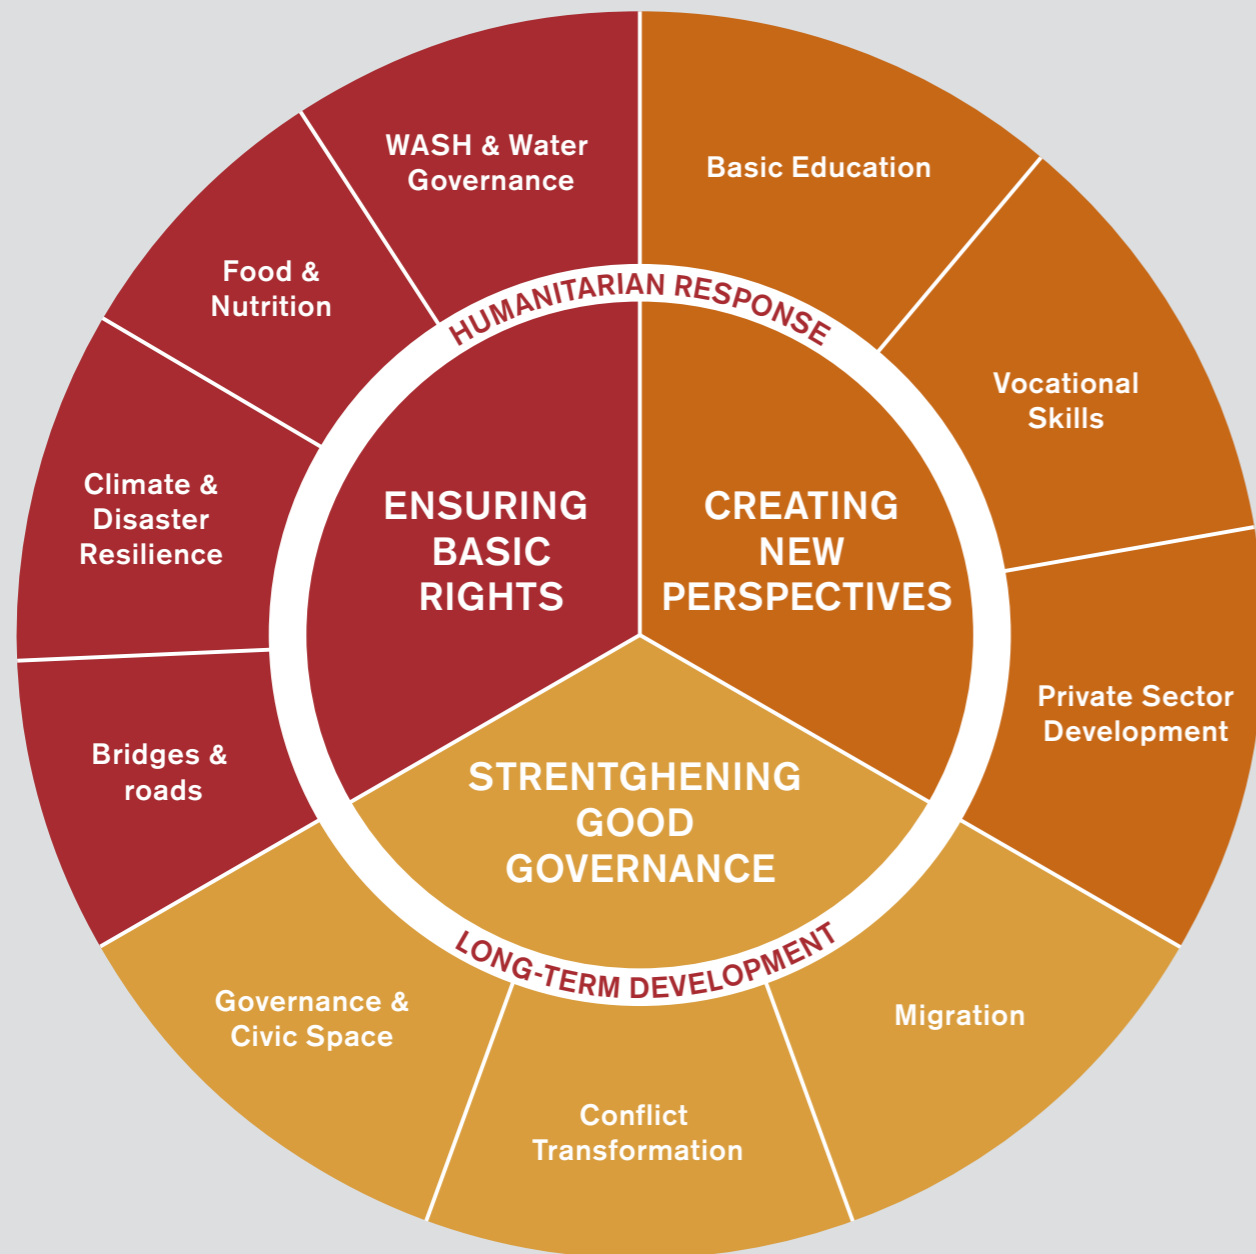 WASH & Water
Governance
Basic Education
Food &
Nutrition
HUMANITARIAN RESPONSE
Vocational
Skills
Climate &
Disaster
Resilience
ENSURING
BASIC
RIGHTS
CREATING
NEW
PERSPECTIVES
Private Sector
Development
Bridges &
roads
STRENTGHENING
GOOD
GOVERNANCE
LONG-TERM DEVELOPMENT
Governance &
Civic Space
Migration
Conflict
Transformation